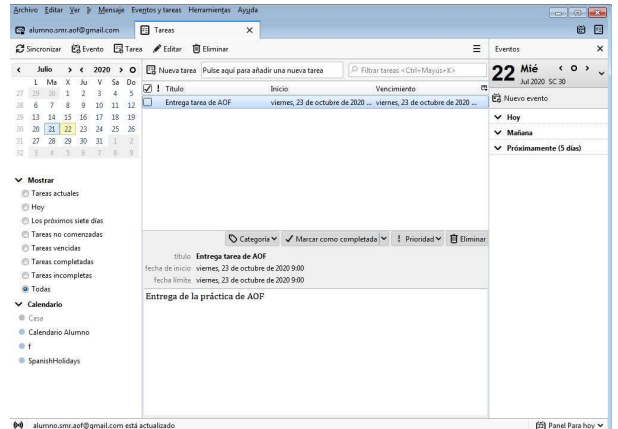 Archivo Editar Ver Ir Mensaje Eventos y tareas Herramientas Ayuda
alumno.smr.aof@gmail.com
Tareas
Sincronizar Evento Tarea Editar Eliminar
Eventos
Julio 2020
L Ma X Ju V Sa Do
27 29 30 1 2 3 4 5
28 6 7 8 9 10 11 12
29 13 14 15 16 17 18 19
30 20 21 22 23 24 25 26
31 27 28 29 30 31 1 2
32 3 4 5 6 7 8 9
Mostrar
Tareas actuales
Hoy
Los próximos siete días
Tareas no comenzadas
Tareas vencidas
Tareas completadas
Tareas incompletas
Todas
Calendario
Casa
Calendario Alumno
f
SpanishHolidays
Nueva tarea Pulse aquí para añadir una nueva tarea Filtrar tareas <Ctrl+Mayús+K>
! Título Inicio Vencimiento
Entrega tarea de AOF viernes, 23 de octubre de 2020 ... viernes, 23 de octubre de 2020 ...
Categoría Marcar como completada ! Prioridad Eliminar
título Entrega tarea de AOF
fecha de inicio viernes, 23 de octubre de 2020 9:00
fecha límite viernes, 23 de octubre de 2020 9:00
Entrega de la práctica de AOF
22 Mié
Jul 2020 SC 30
Nuevo evento
Hoy
Mañana
Próximamente (5 días)
alumno.smr.aof@gmail.com está actualizado
Panel Para hoy